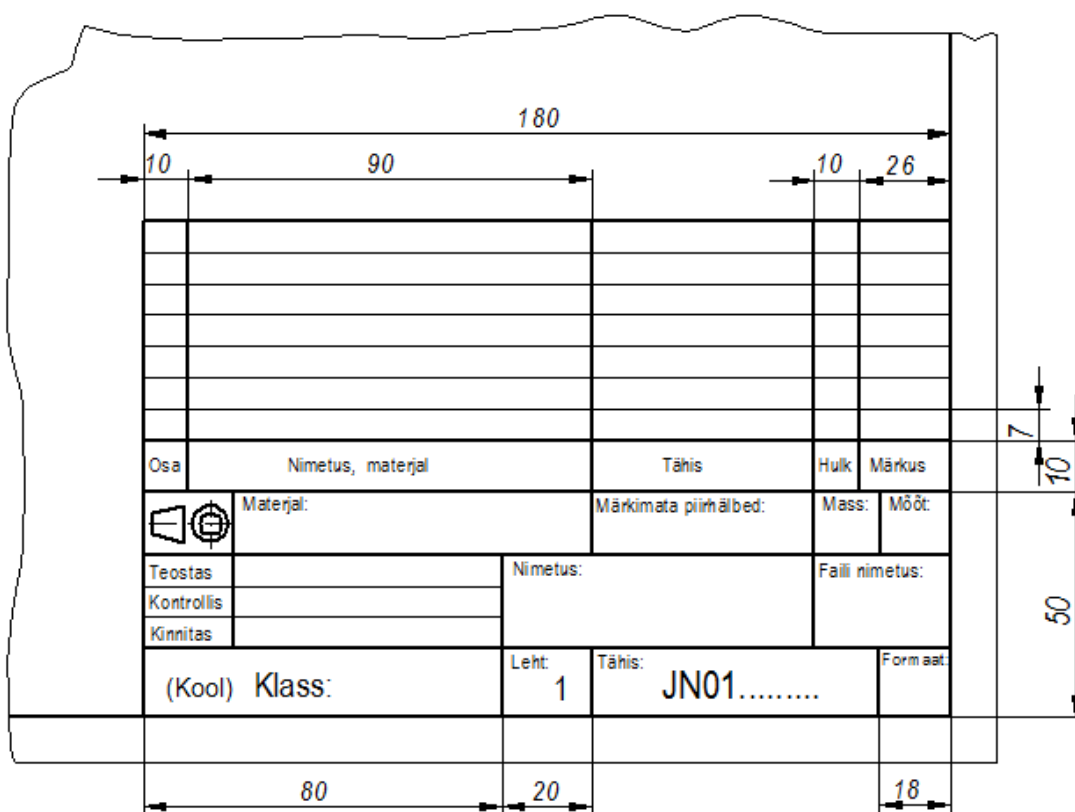 180
10 90 10 26
7
Osa Nimetus, materjal Tähis Hulk Märkus
10
Materjal: Märkimata piirhälbed: Mass: Mõõt:
Teostas Nimetus: Faili nimetus:
Kontrollis
50
Kinnitas
Leht: Tähis: Formaat:
(Kool) Klass: 1 JN01.........
80 20 18